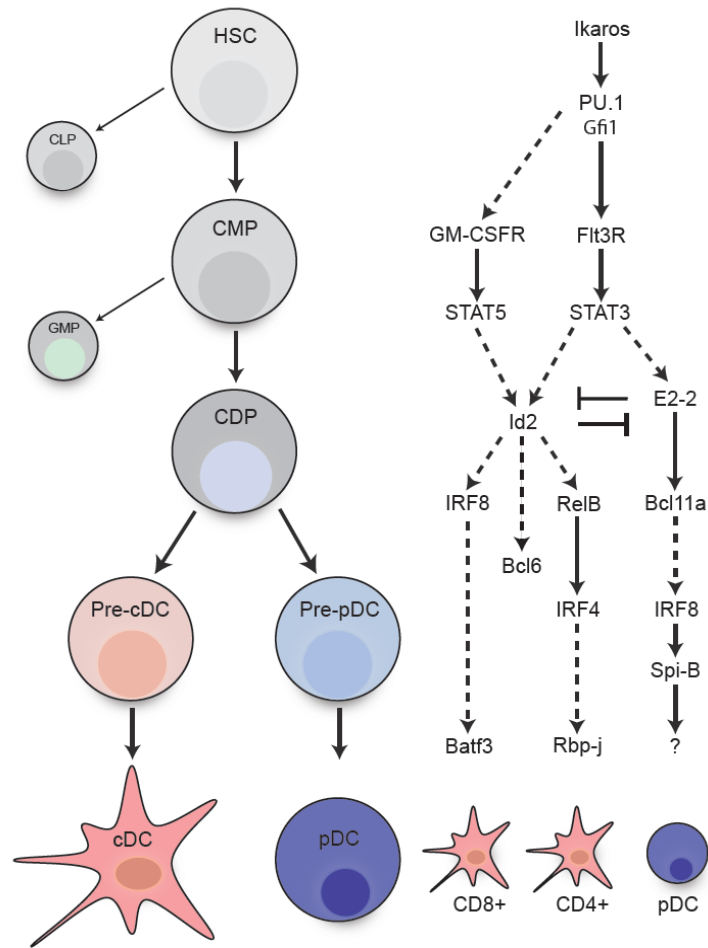 HSC
CLP
CMP
GMP
CDP
Pre-cDC
Pre-pDC
cDC
pDC
Ikaros
PU.1
Gfi1
GM-CSFR
Flt3R
STAT5
STAT3
E2-2
Id2
IRF8
RelB
Bcl11a
Bcl6
IRF4
IRF8
Spi-B
Batf3
Rbp-j
?
CD8+
CD4+
pDC